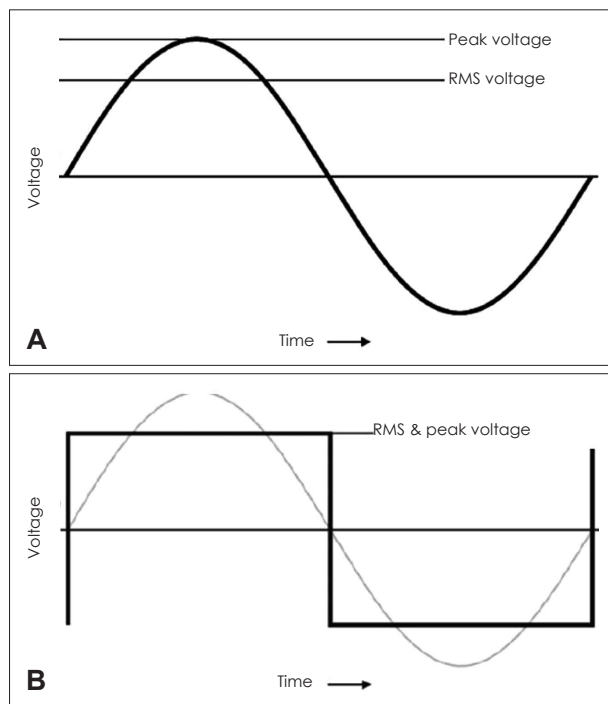 Peak voltage
RMS voltage
Voltage
Time
A
RMS & peak voltage
Voltage
Time
B